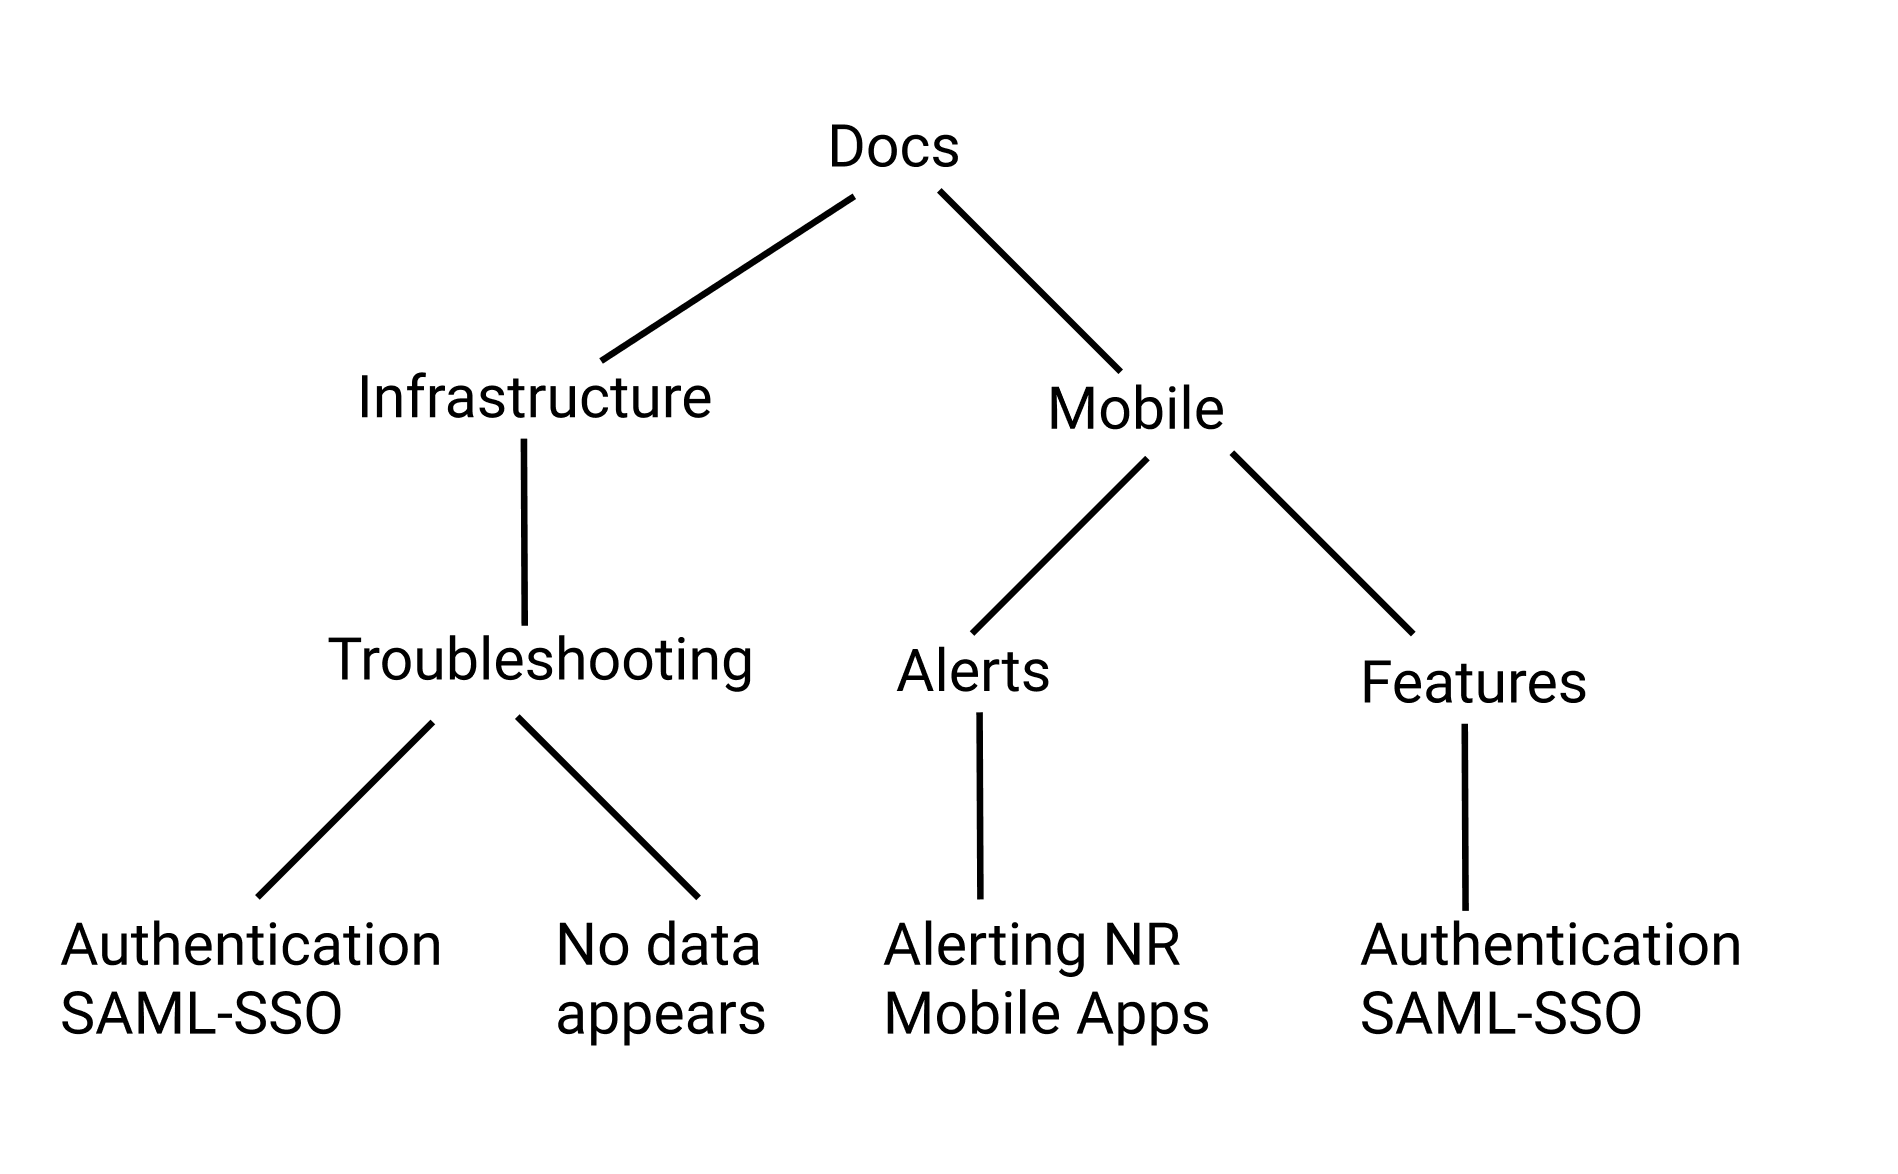 Docs
Infrastructure
Mobile
Troubleshooting
Alerts
Features
Authentication
SAML-SSO
No data
appears
Alerting NR
Mobile Apps
Authentication
SAML-SSO